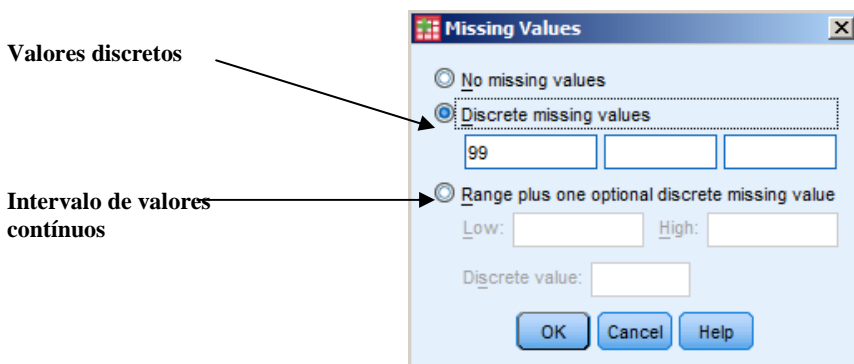 Missing Values
Valores discretos
No missing values
Discrete missing values
99
Intervalo de valores
contínuos
Range plus one optional discrete missing value
Low: High:
Discrete value:
OK Cancel Help